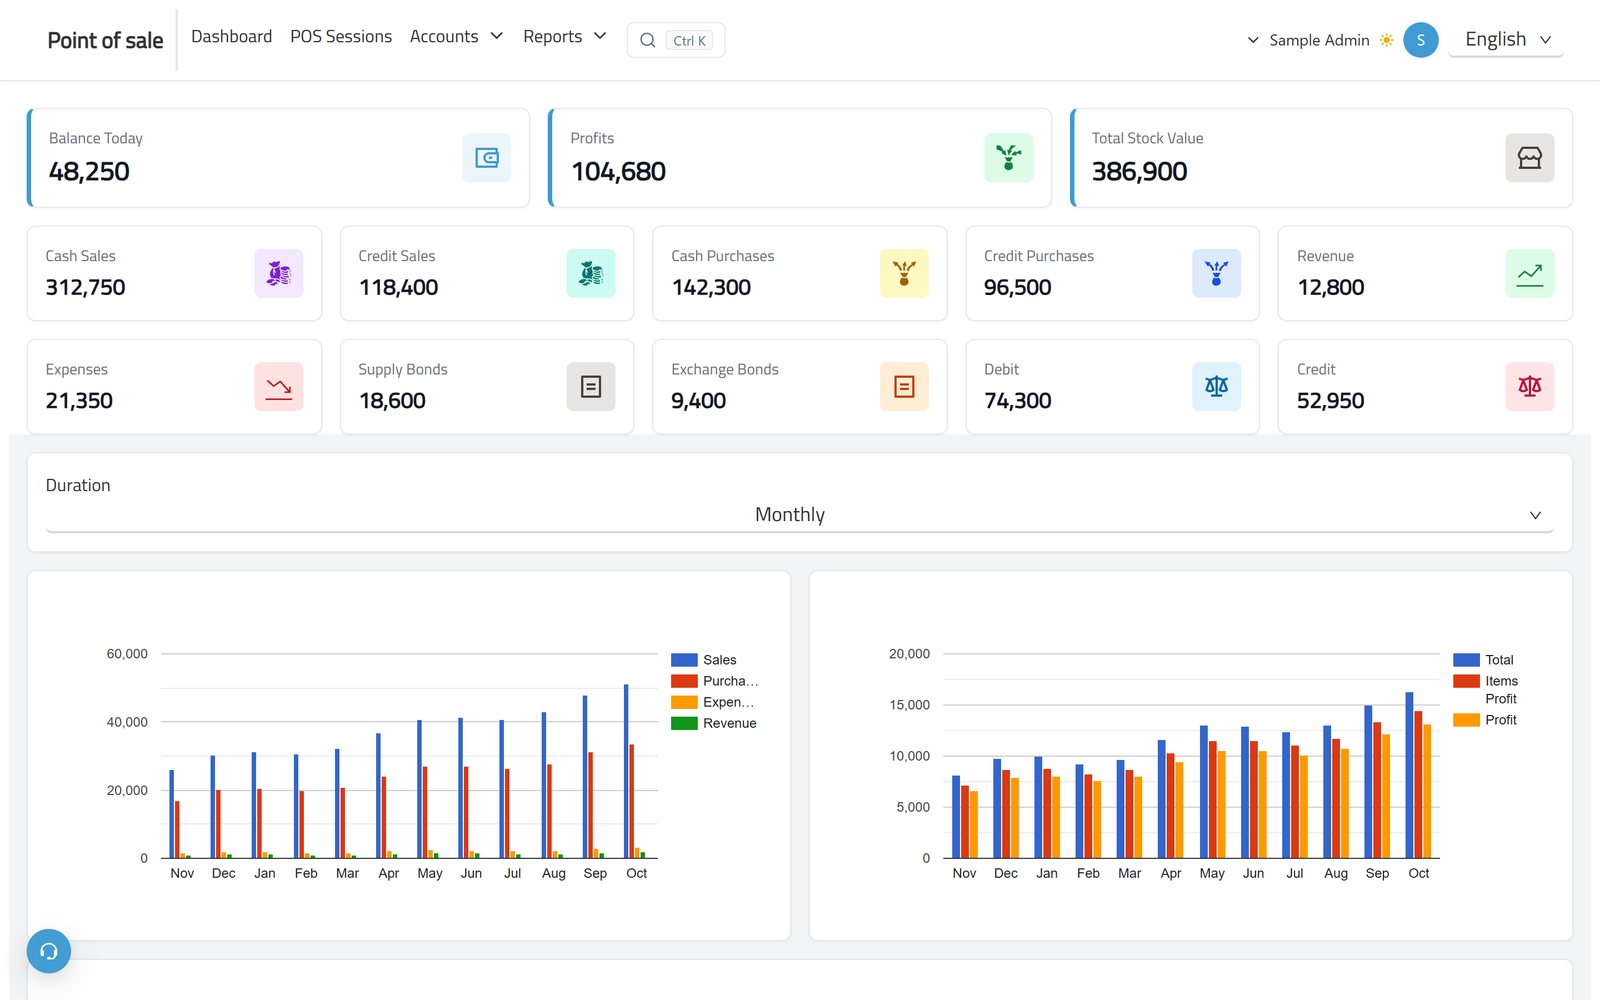 Point of sale
Dashboard
POS Sessions
Accounts
Reports
Ctrl K
Sample Admin
S
English
Balance Today
48,250
Profits
104,680
Total Stock Value
386,900
Cash Sales
312,750
Credit Sales
118,400
Cash Purchases
142,300
Credit Purchases
96,500
Revenue
12,800
Expenses
21,350
Supply Bonds
18,600
Exchange Bonds
9,400
Debit
74,300
Credit
52,950
Duration
Monthly
60,000
40,000
20,000
0
Nov Dec Jan Feb Mar Apr May Jun Jul Aug Sep Oct
Sales
Purcha...
Expen...
Revenue
20,000
15,000
10,000
5,000
0
Nov Dec Jan Feb Mar Apr May Jun Jul Aug Sep Oct
Total
Items
Profit
Profit